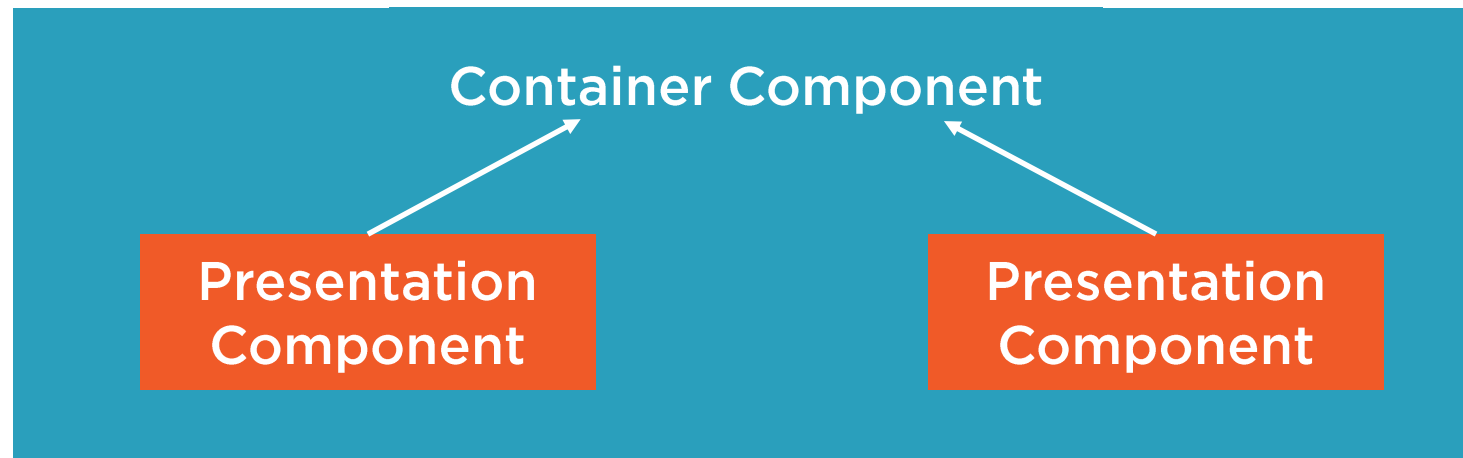 Container Component
Presentation
Component
Presentation
Component